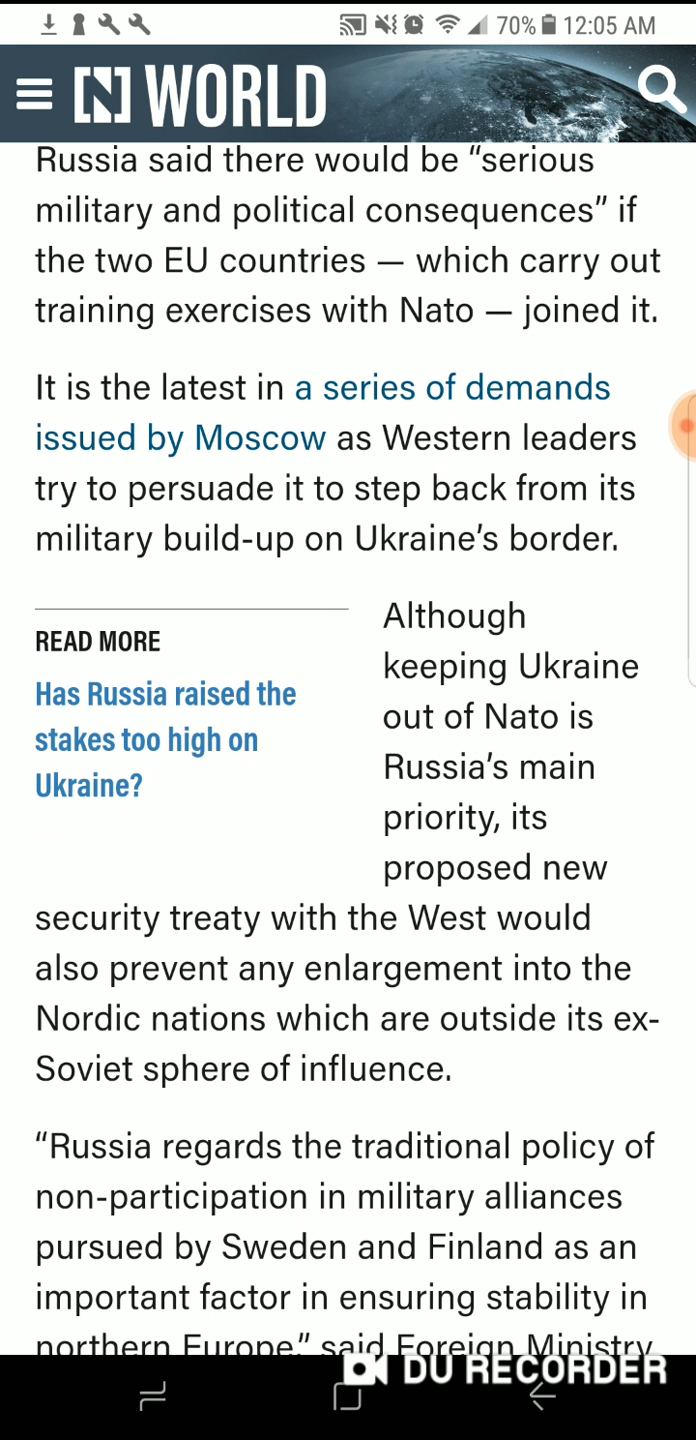 70% 12:05 AM
[N] WORLD
Russia said there would be “serious
military and political consequences” if
the two EU countries — which carry out
training exercises with Nato — joined it.
It is the latest in a series of demands
issued by Moscow as Western leaders
try to persuade it to step back from its
military build-up on Ukraine’s border.
READ MORE
Has Russia raised the
stakes too high on
Ukraine?
Although
keeping Ukraine
out of Nato is
Russia’s main
priority, its
proposed new
security treaty with the West would
also prevent any enlargement into the
Nordic nations which are outside its ex-
Soviet sphere of influence.
“Russia regards the traditional policy of
non-participation in military alliances
pursued by Sweden and Finland as an
important factor in ensuring stability in
northern Europe,” said Foreign Ministry
DU RECORDER